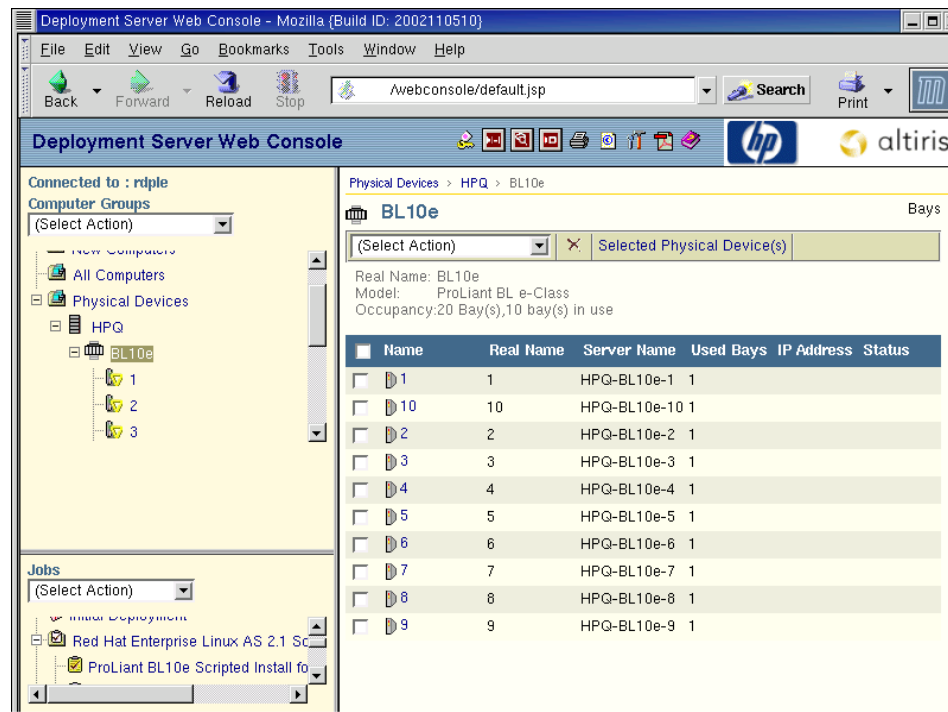 Deployment Server Web Console - Mozilla {Build ID: 2002110510}
File Edit View Go Bookmarks Tools Window Help
Back Forward Reload Stop /webconsole/default.jsp Search Print
Deployment Server Web Console hp altiris
Connected to : rdple
Computer Groups
(Select Action)
New Computers
All Computers
Physical Devices
HPQ
BL10e
1
2
3
Jobs
(Select Action)
Initial Deployment
Red Hat Enterprise Linux AS 2.1 Sc
ProLiant BL10e Scripted Install fo
Physical Devices > HPQ > BL10e
BL10e Bays
(Select Action) Selected Physical Device(s)
Real Name: BL10e
Model: ProLiant BL e-Class
Occupancy:20 Bay(s),10 bay(s) in use
Name Real Name Server Name Used Bays IP Address Status
1 1 HPQ-BL10e-1 1
10 10 HPQ-BL10e-10 1
2 2 HPQ-BL10e-2 1
3 3 HPQ-BL10e-3 1
4 4 HPQ-BL10e-4 1
5 5 HPQ-BL10e-5 1
6 6 HPQ-BL10e-6 1
7 7 HPQ-BL10e-7 1
8 8 HPQ-BL10e-8 1
9 9 HPQ-BL10e-9 1